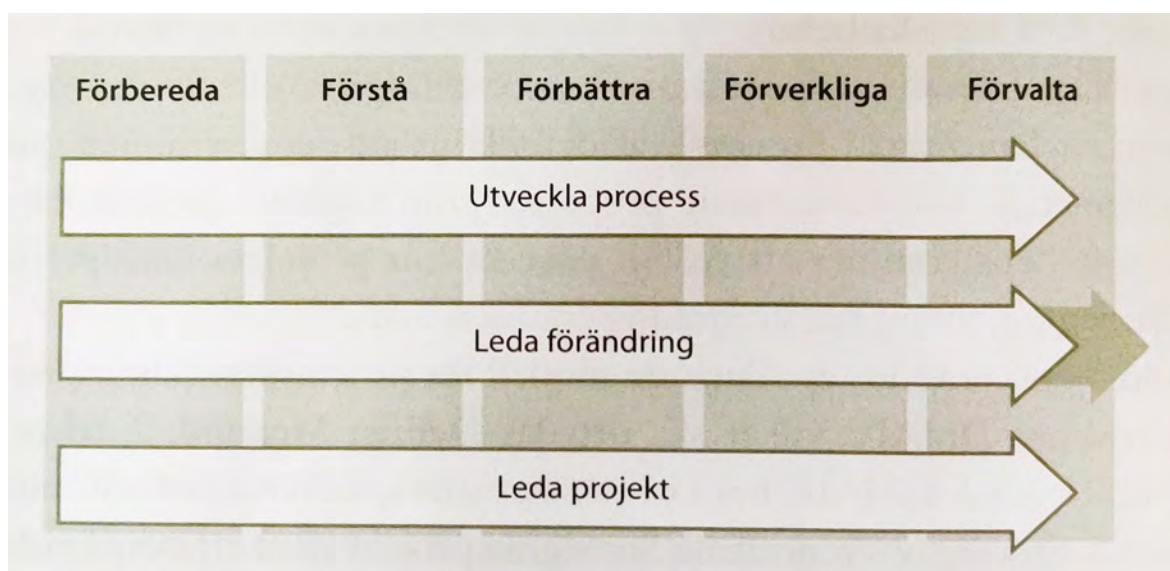 Förbereda Förstå Förbättra Förverkliga Förvalta
Utveckla process
Leda förändring
Leda projekt